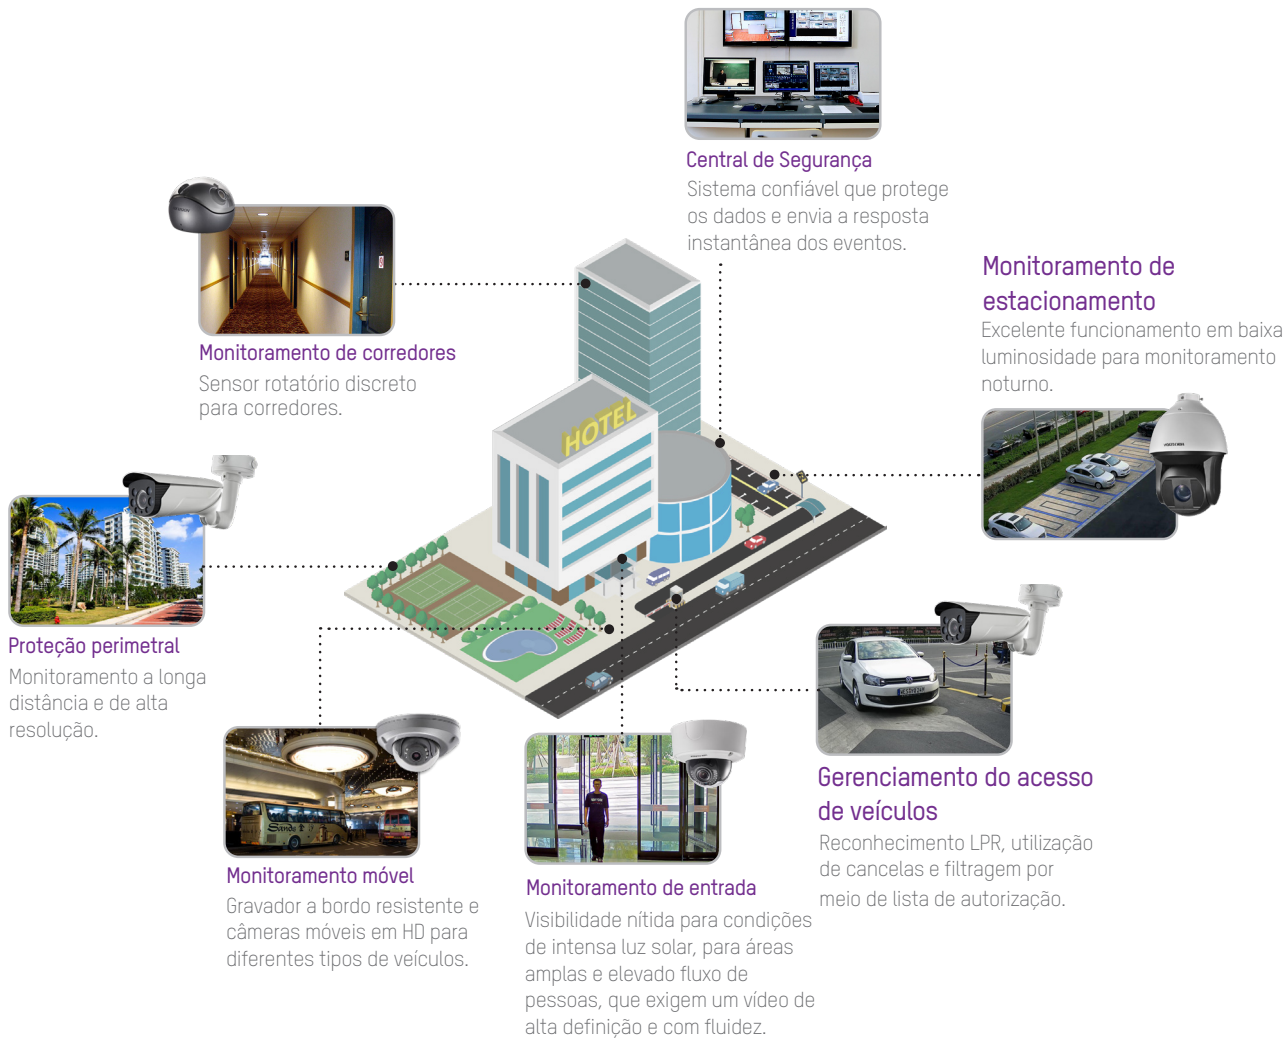 Central de Segurança
Sistema confiável que protege
os dados e envia a resposta
instantânea dos eventos.
Monitoramento de corredores
Sensor rotatório discreto
para corredores.
Monitoramento de
estacionamento
Excelente funcionamento em baixa
luminosidade para monitoramento
noturno.
HOTEL
Proteção perimetral
Monitoramento a longa
distância e de alta
resolução.
Monitoramento móvel
Gravador a bordo resistente e
câmeras móveis em HD para
diferentes tipos de veículos.
Sands
Monitoramento de entrada
Visibilidade nítida para condições
de intensa luz solar, para áreas
amplas e elevado fluxo de
pessoas, que exigem um vídeo de
alta definição e com fluidez.
Gerenciamento do acesso
de veículos
Reconhecimento LPR, utilização
de cancelas e filtragem por
meio de lista de autorização.